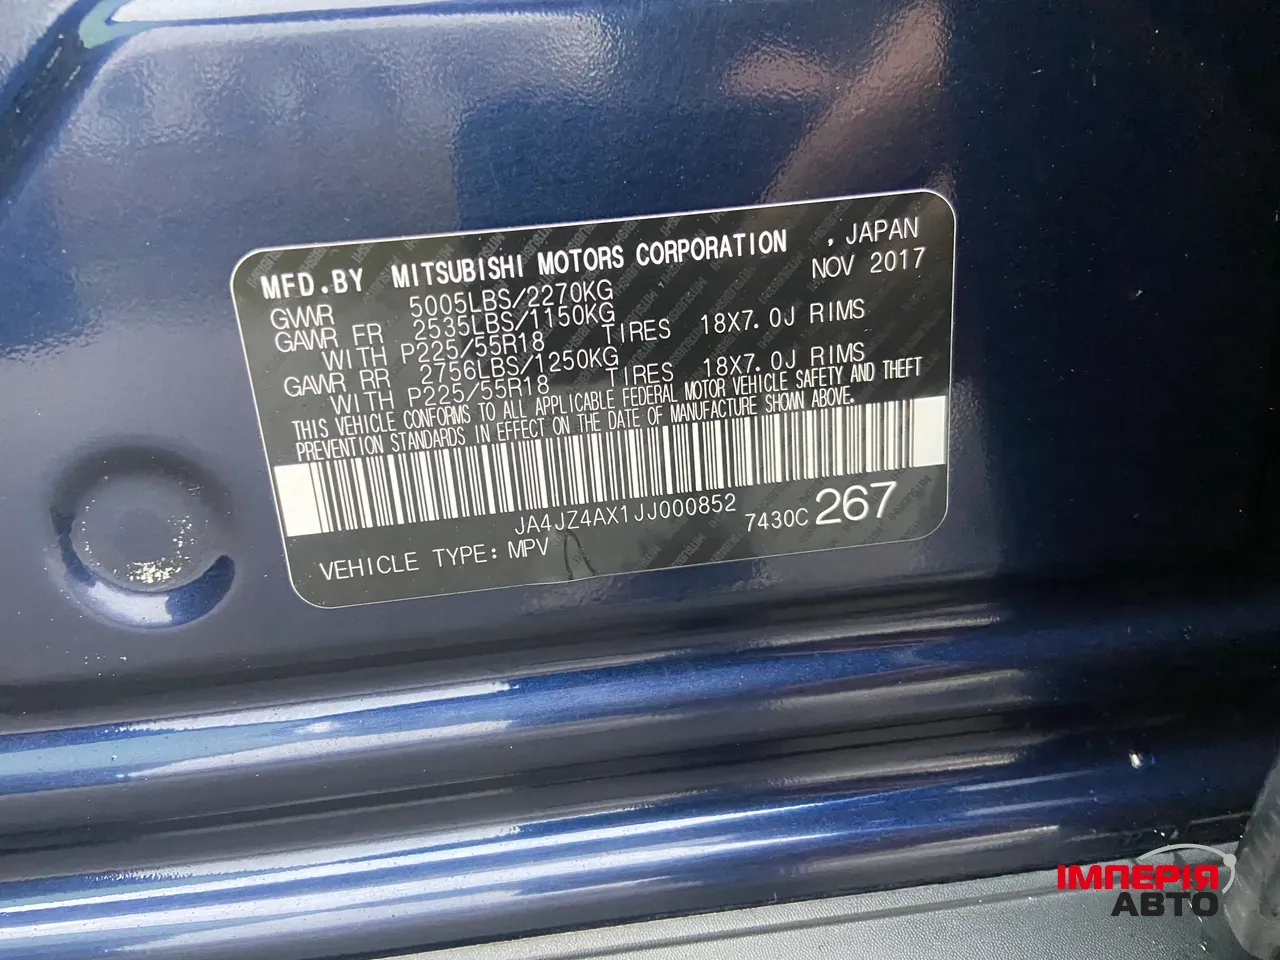 MFD.BY MITSUBISHI MOTORS CORPORATION , JAPAN
GVWR 5005LBS/2270KG NOV 2017
GAWR FR 2535LBS/1150KG
WITH P225/55R18 TIRES 18X7.0J RIMS
GAWR RR 2756LBS/1250KG
WITH P225/55R18 TIRES 18X7.0J RIMS
THIS VEHICLE CONFORMS TO ALL APPLICABLE FEDERAL MOTOR VEHICLE SAFETY AND THEFT
PREVENTION STANDARDS IN EFFECT ON THE DATE OF MANUFACTURE SHOWN ABOVE.
JA4JZ4AX1JJ000852
7430C 267
VEHICLE TYPE: MPV
ІМПЕРІЯ
АВТО